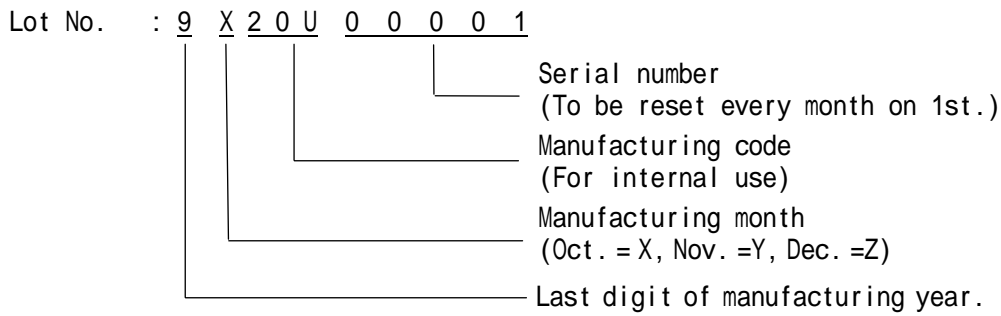 Lot No. : 9 X 2 0 U 0 0 0 0 1
Serial number
(To be reset every month on 1st.)
Manufacturing code
(For internal use)
Manufacturing month
(Oct. = X, Nov. =Y, Dec. =Z)
Last digit of manufacturing year.